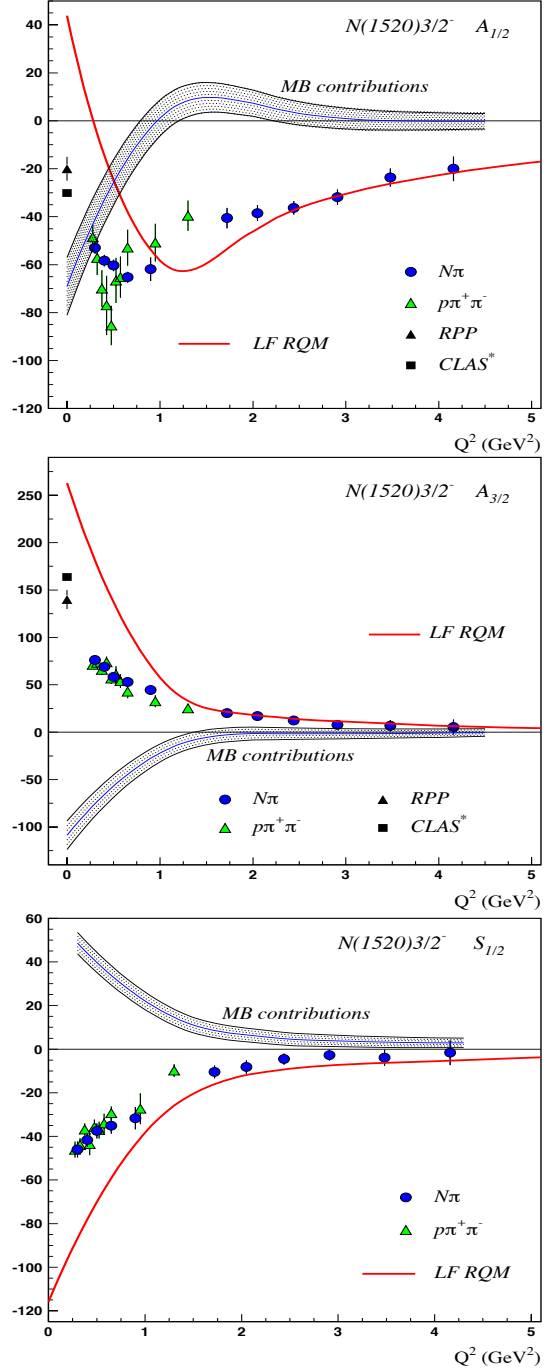 N(1520)3/2⁻ A₁/₂
MB contributions
40
20
0
-20
-40
-60
-80
-100
-120
Nπ
pπ⁺π⁻
RPP
CLAS*
LF RQM
0 1 2 3 4 5
Q² (GeV²)
N(1520)3/2⁻ A₃/₂
250
200
150
100
50
0
-50
-100
LF RQM
MB contributions
Nπ RPP
pπ⁺π⁻ CLAS*
0 1 2 3 4 5
Q² (GeV²)
N(1520)3/2⁻ S₁/₂
60
40
20
0
-20
-40
-60
-80
-100
-120
MB contributions
Nπ
pπ⁺π⁻
LF RQM
0 1 2 3 4 5
Q² (GeV²)